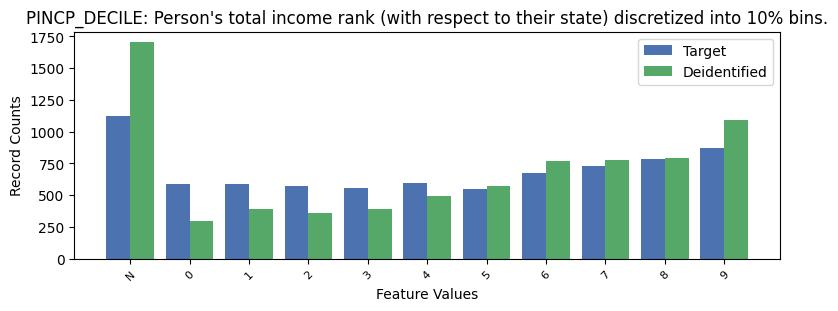 PINCP_DECILE: Person's total income rank (with respect to their state) discretized into 10% bins.
1750
1500
1250
1000
750
500
250
0
Record Counts
Target
Deidentified
N 0 1 2 3 4 5 6 7 8 9
Feature Values